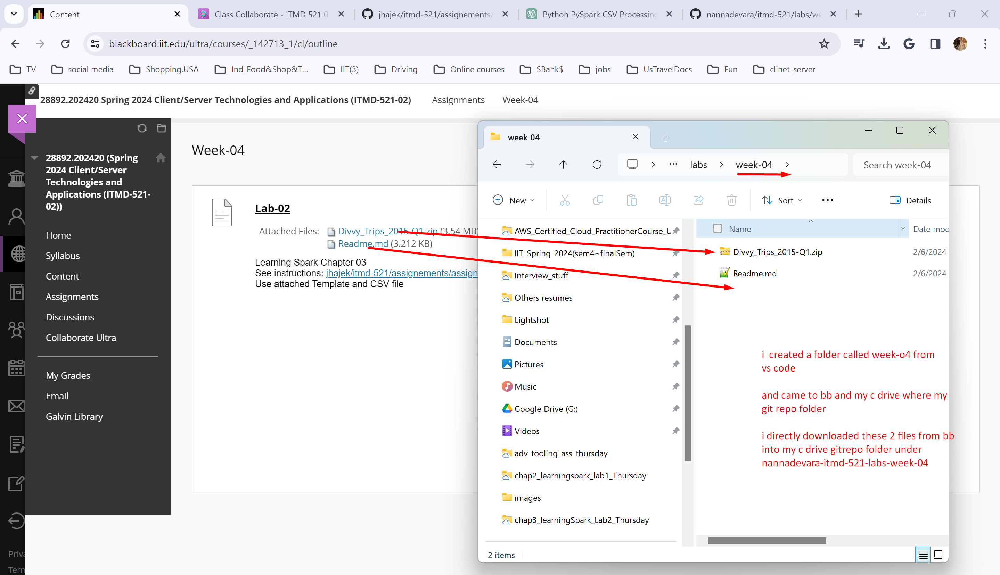 Content
Class Collaborate - ITMD 521 0
jhajek/itmd-521/assignements/
Python PySpark CSV Processing
nannadevara/itmd-521/labs/we
blackboard.iit.edu/ultra/courses/_142713_1/cl/outline
TV
social media
Shopping.USA
Ind_Food&Shop&T...
IIT(3)
Driving
Online courses
$Bank$
jobs
UsTravelDocs
Fun
clinet_server
28892.202420 Spring 2024 Client/Server Technologies and Applications (ITMD-521-02)
Assignments
Week-04
28892.202420 (Spring
2024 Client/Server
Technologies and
Applications (ITMD-521-
02))
Home
Syllabus
Content
Assignments
Discussions
Collaborate Ultra
My Grades
Email
Galvin Library
Priva
Term
Week-04
Lab-02
Attached Files:
Divvy_Trips_2015-Q1.zip (3.54 MB)
Readme.md (3.212 KB)
Learning Spark Chapter 03
See instructions: jhajek/itmd-521/assignements/assign
Use attached Template and CSV file
week-04
... labs > week-04 >
Search week-04
New
Sort
Details
AWS_Certified_Cloud_PractitionerCourse_U
IIT_Spring_2024(sem4~finalSem)
Interview_stuff
Others resumes
Lightshot
Documents
Pictures
Music
Google Drive (G:)
Videos
adv_tooling_ass_thursday
chap2_learningspark_lab1_Thursday
images
chap3_learningSpark_Lab2_Thursday
Name
Date mod
Divvy_Trips_2015-Q1.zip
2/6/2024
Readme.md
2/6/2024
i created a folder called week-o4 from
vs code
and came to bb and my c drive where my
git repo folder
i directly downloaded these 2 files from bb
into my c drive gitrepo folder under
nannadevara-itmd-521-labs-week-04
2 items